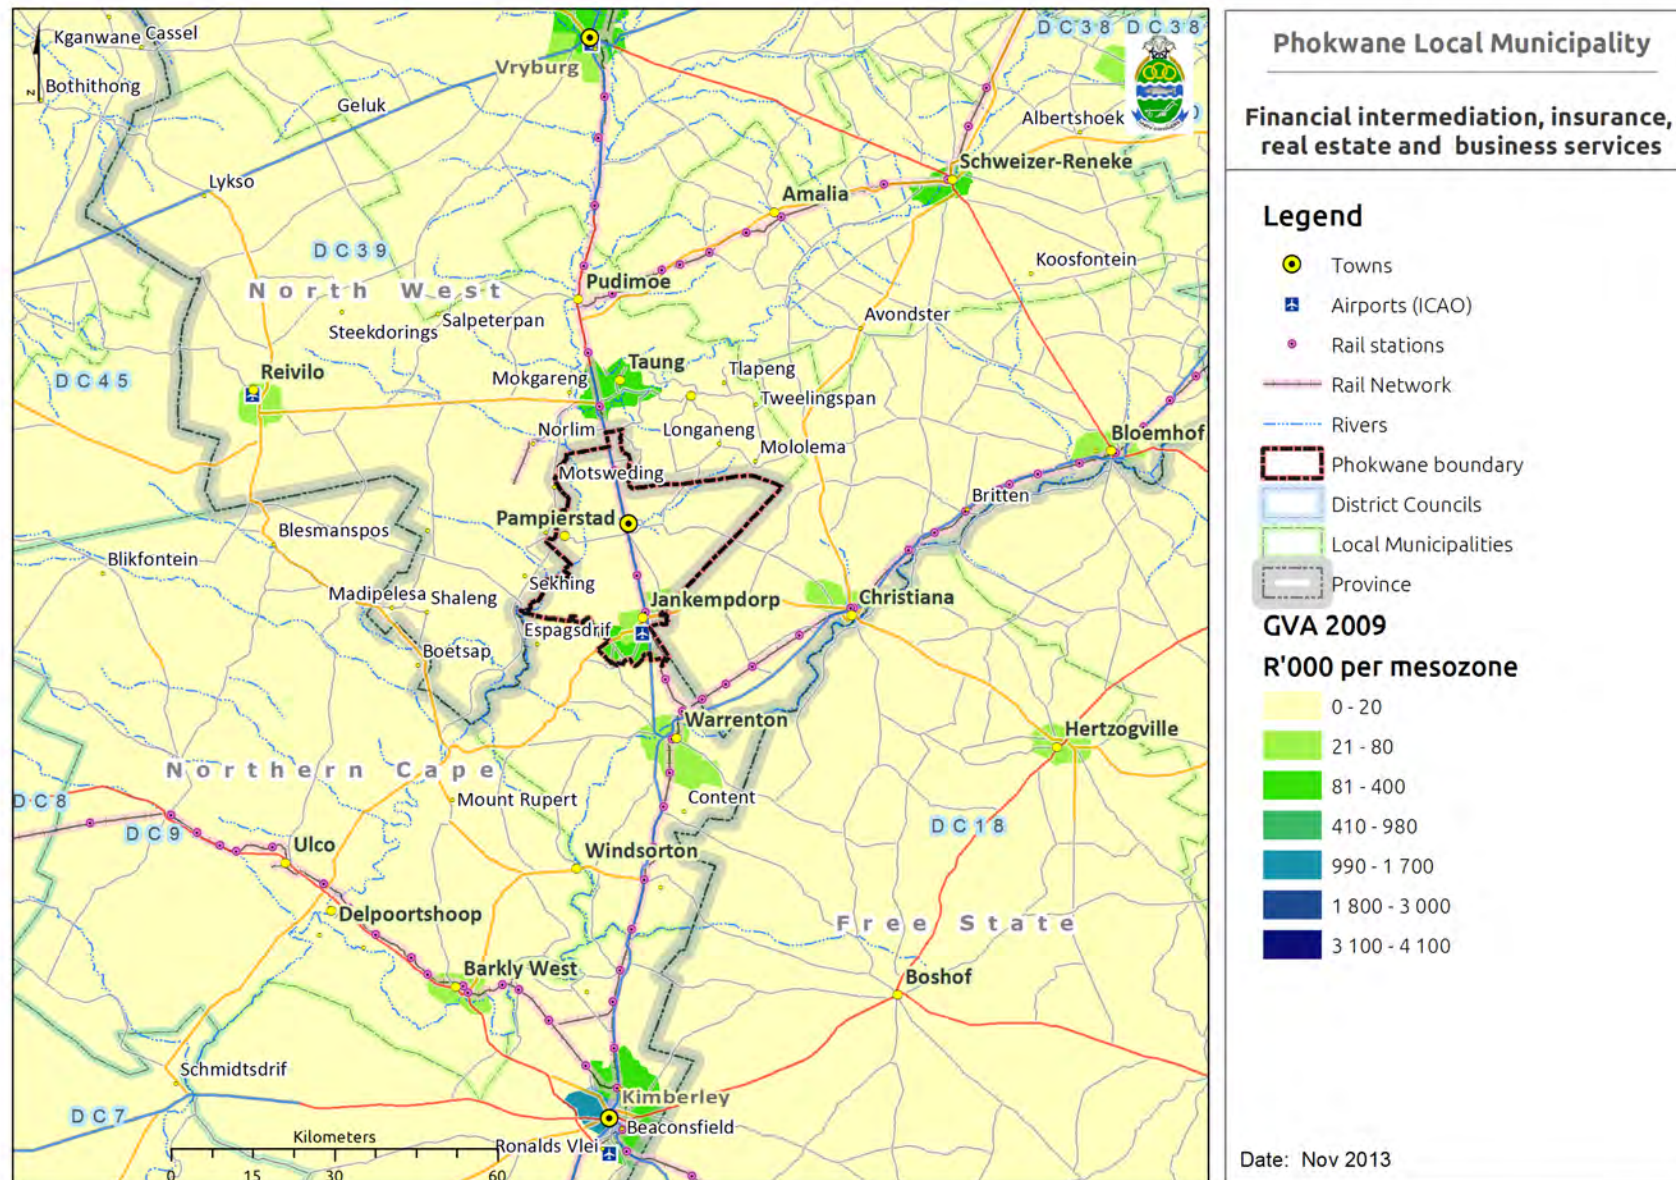 Kganwane
Cassel
Bothithong
N
Vryburg
Geluk
DC38
DC38
Albertshoek
Schweizer-Reneke
Lykso
Amalia
DC39
North West
Koosfontein
Pudimoe
Steekdorings
Salpeterpan
Avondster
DC45
Reivilo
Taung
Mokgareng
Tlapeng
Tweelingspan
Norlim
Longaneng
Mololema
Bloemhof
Motsweding
Britten
Pampierstad
Blesmanspos
Blikfontein
Sekhing
Madipelesa
Shaleng
Jankempdorp
Christiana
Espagsdrif
Boetsap
Warrenton
Hertzogville
Northern Cape
DC8
Mount Rupert
Content
DC9
DC18
Ulco
Windsorton
Delpoortshoop
Free State
Barkly West
Boshof
Schmidtsdrif
DC7
Kimberley
Beaconsfield
Ronalds Vlei
Kilometers
0 15 30 60
Phokwane Local Municipality
Financial intermediation, insurance,
real estate and business services
Legend
Towns
Airports (ICAO)
Rail stations
Rail Network
Rivers
Phokwane boundary
District Councils
Local Municipalities
Province
GVA 2009
R'000 per mesozone
0 - 20
21 - 80
81 - 400
410 - 980
990 - 1 700
1 800 - 3 000
3 100 - 4 100
Date: Nov 2013